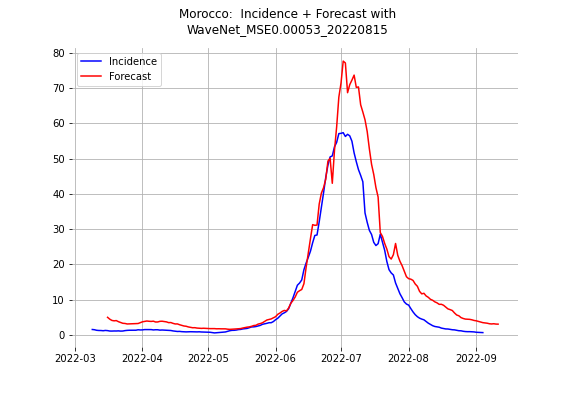 Morocco:  Incidence + Forecast with
WaveNet_MSE0.00053_20220815
80
70
60
50
40
30
20
10
0
Incidence
Forecast
2022-03 2022-04 2022-05 2022-06 2022-07 2022-08 2022-09